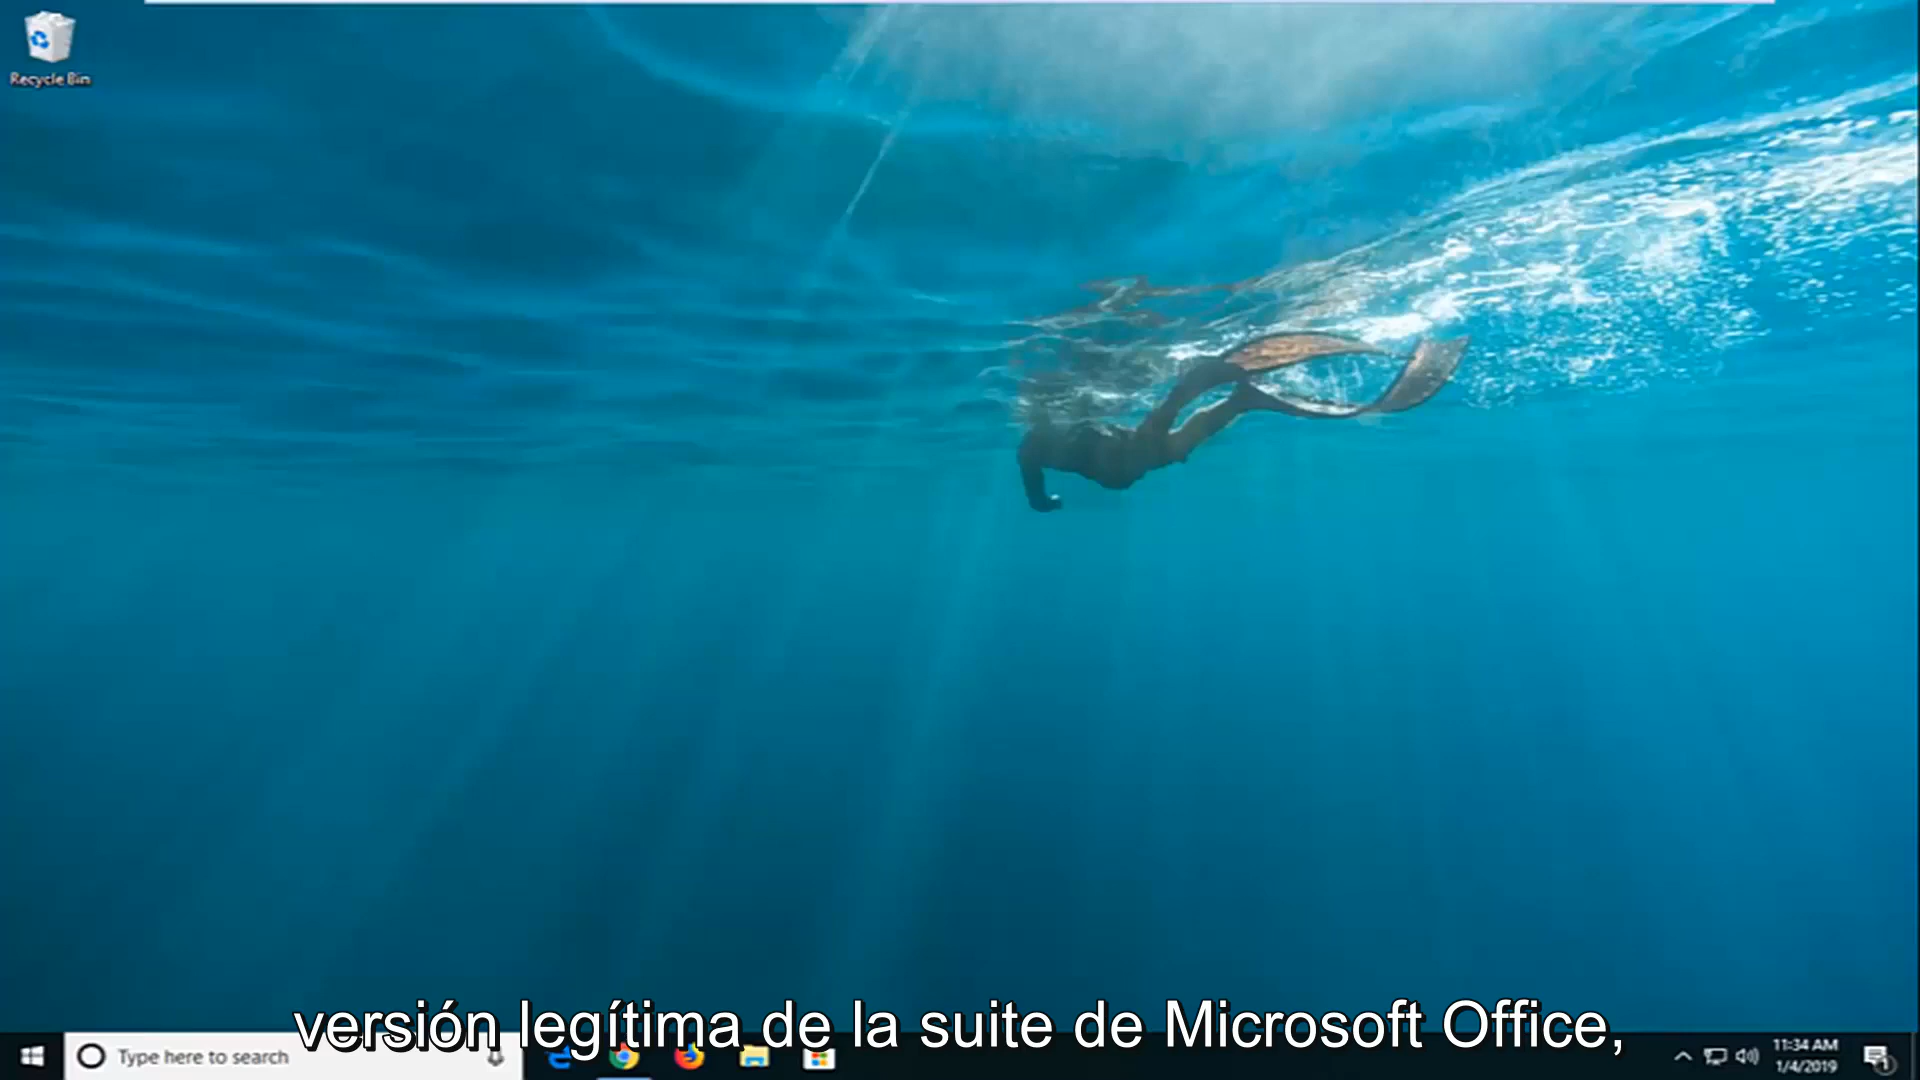 Recycle Bin
versión legítima de la suite de Microsoft Office,
Type here to search
11:34 AM
1/4/2019
1